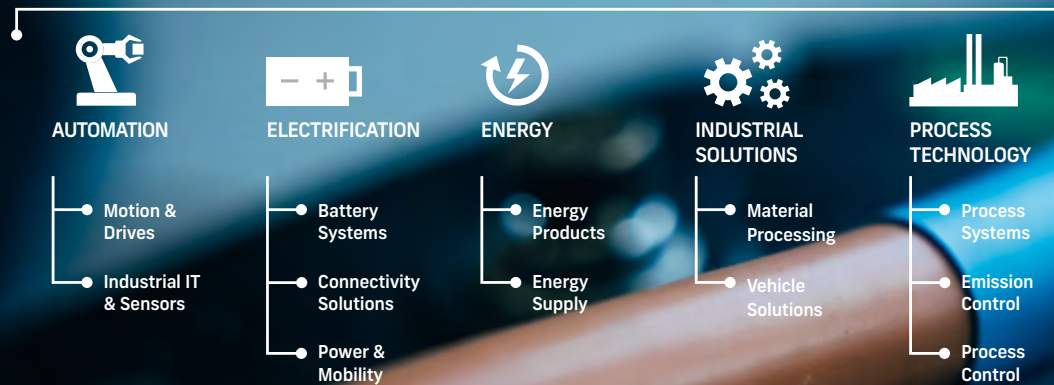 AUTOMATION
Motion &
Drives
Industrial IT
& Sensors
ELECTRIFICATION
Battery
Systems
Connectivity
Solutions
Power &
Mobility
ENERGY
Energy
Products
Energy
Supply
INDUSTRIAL
SOLUTIONS
Material
Processing
Vehicle
Solutions
PROCESS
TECHNOLOGY
Process
Systems
Emission
Control
Process
Control